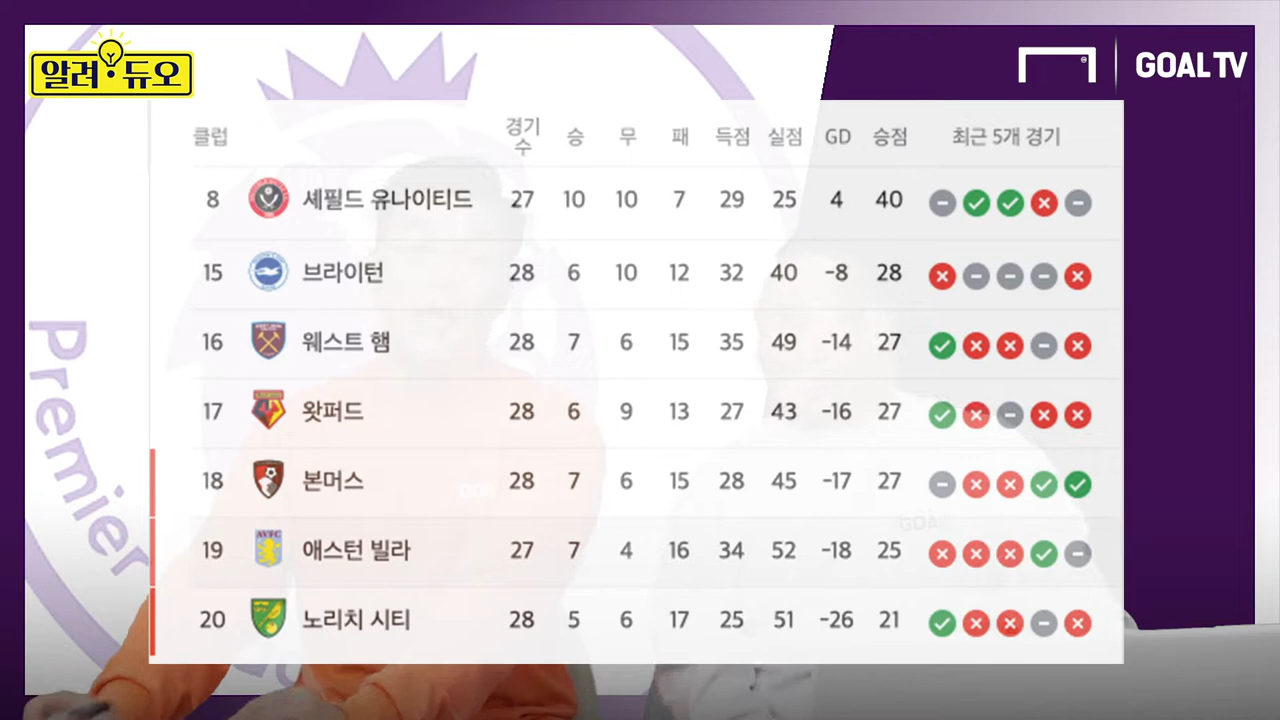 알려듀오
GOAL TV
클럽 경기수 승 무 패 득점 실점 GD 승점 최근 5개 경기
8 셰필드 유나이티드 27 10 10 7 29 25 4 40
15 브라이턴 28 6 10 12 32 40 -8 28
16 웨스트 햄 28 7 6 15 35 49 -14 27
17 왓퍼드 28 6 9 13 27 43 -16 27
18 본머스 28 7 6 15 28 45 -17 27
19 애스턴 빌라 27 7 4 16 34 52 -18 25
20 노리치 시티 28 5 6 17 25 51 -26 21
Premier
AVFC
GOA